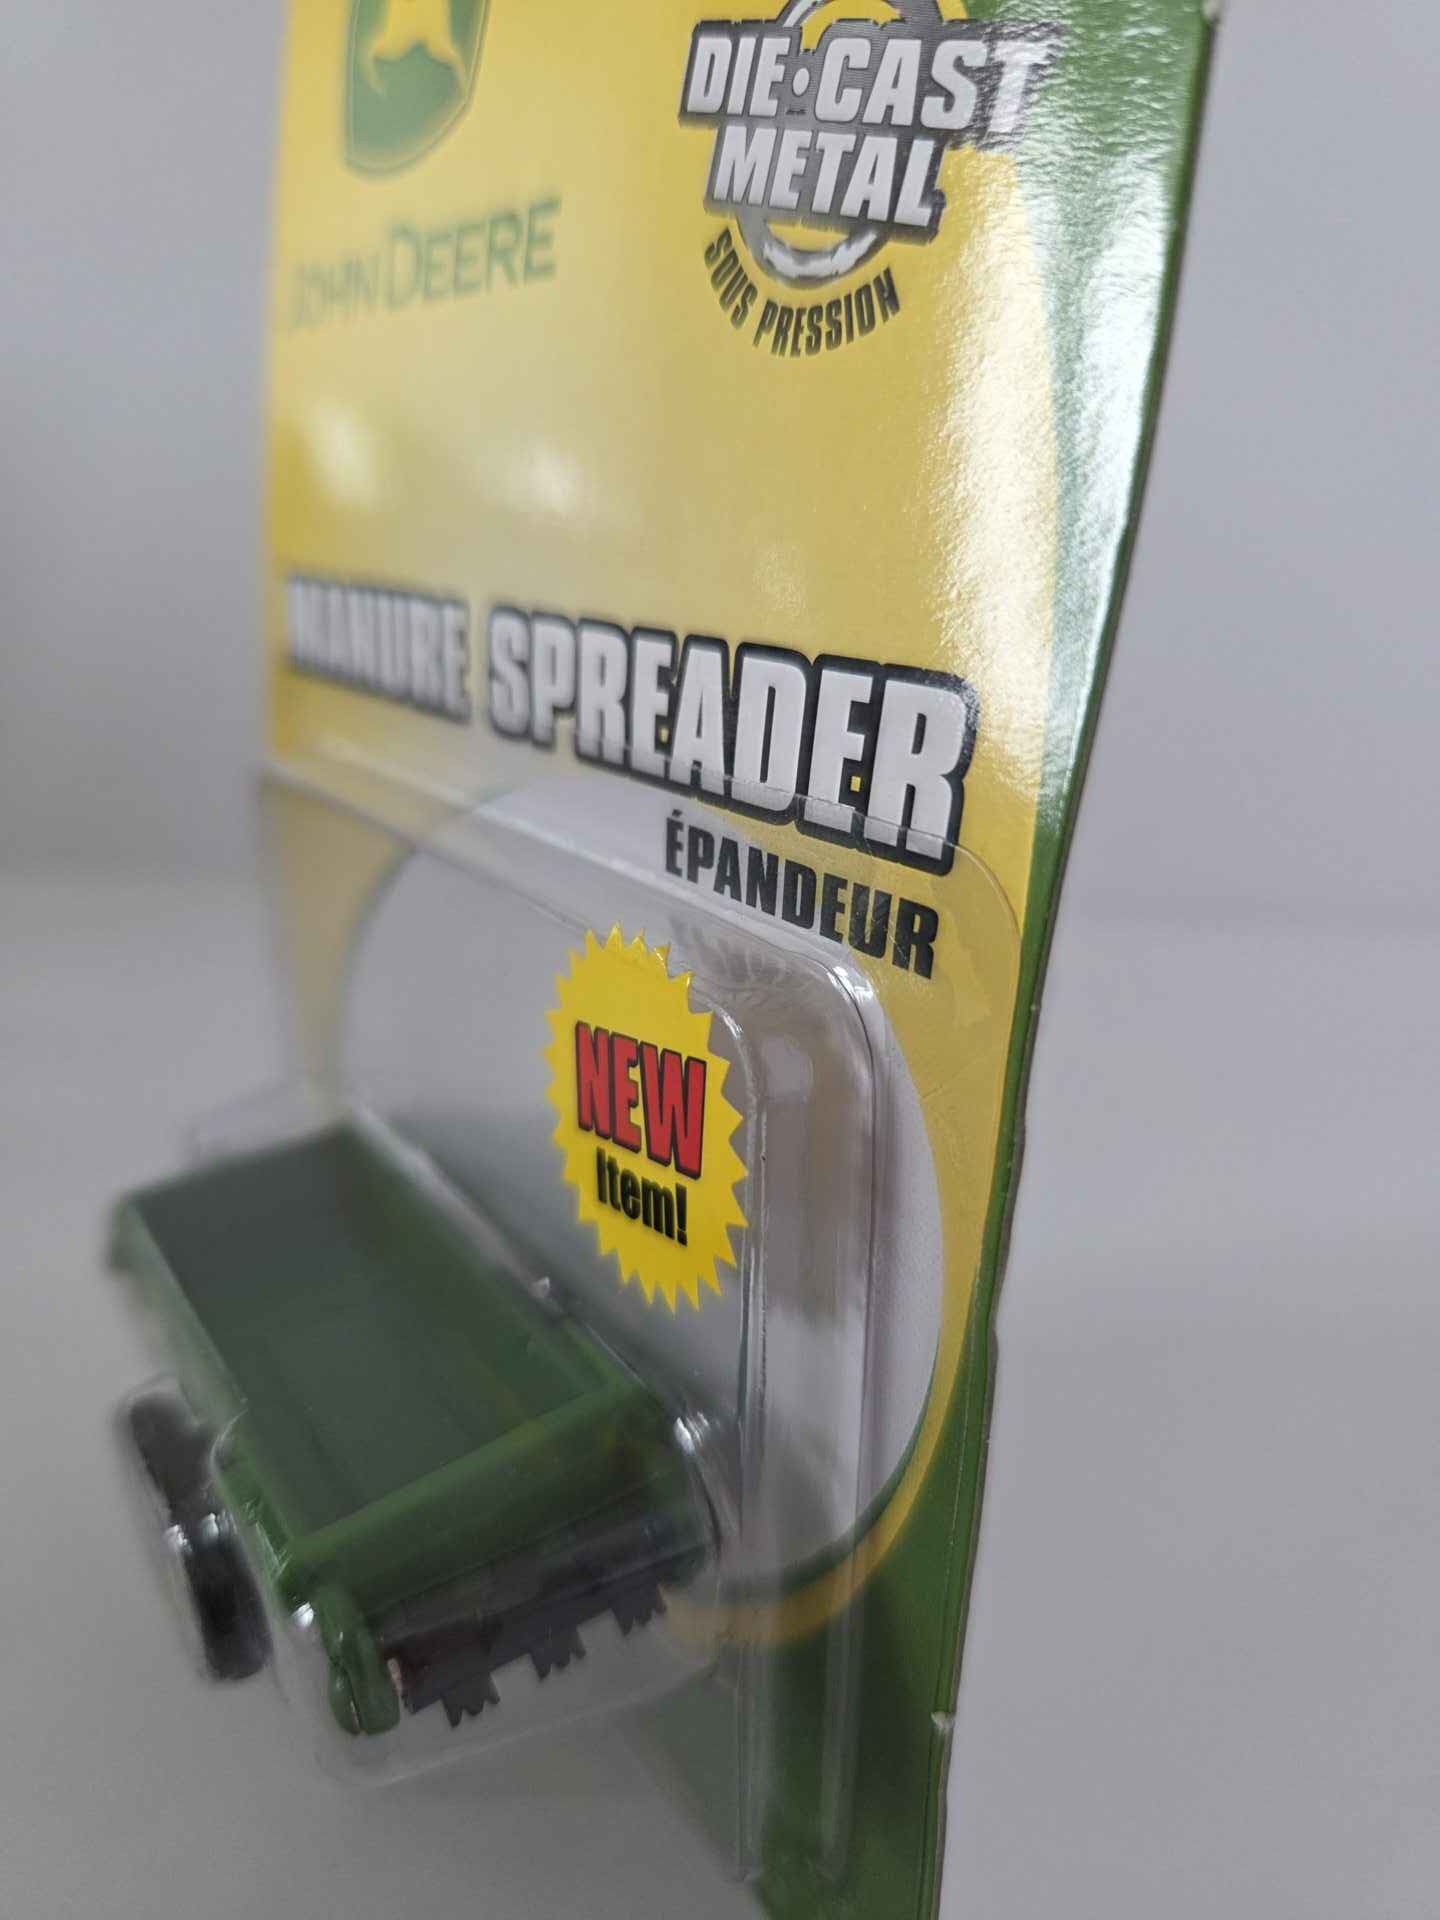 DIE·CAST
METAL
SOUS PRESSION
JOHN DEERE
MANURE SPREADER
ÉPANDEUR
NEW
Item!